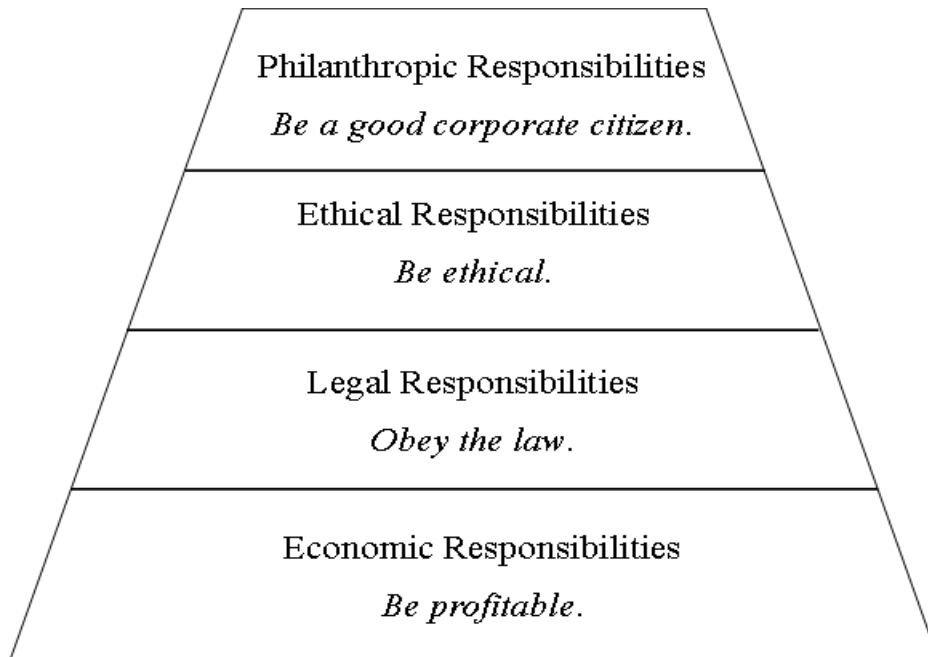 Philanthropic Responsibilities
Be a good corporate citizen.
Ethical Responsibilities
Be ethical.
Legal Responsibilities
Obey the law.
Economic Responsibilities
Be profitable.